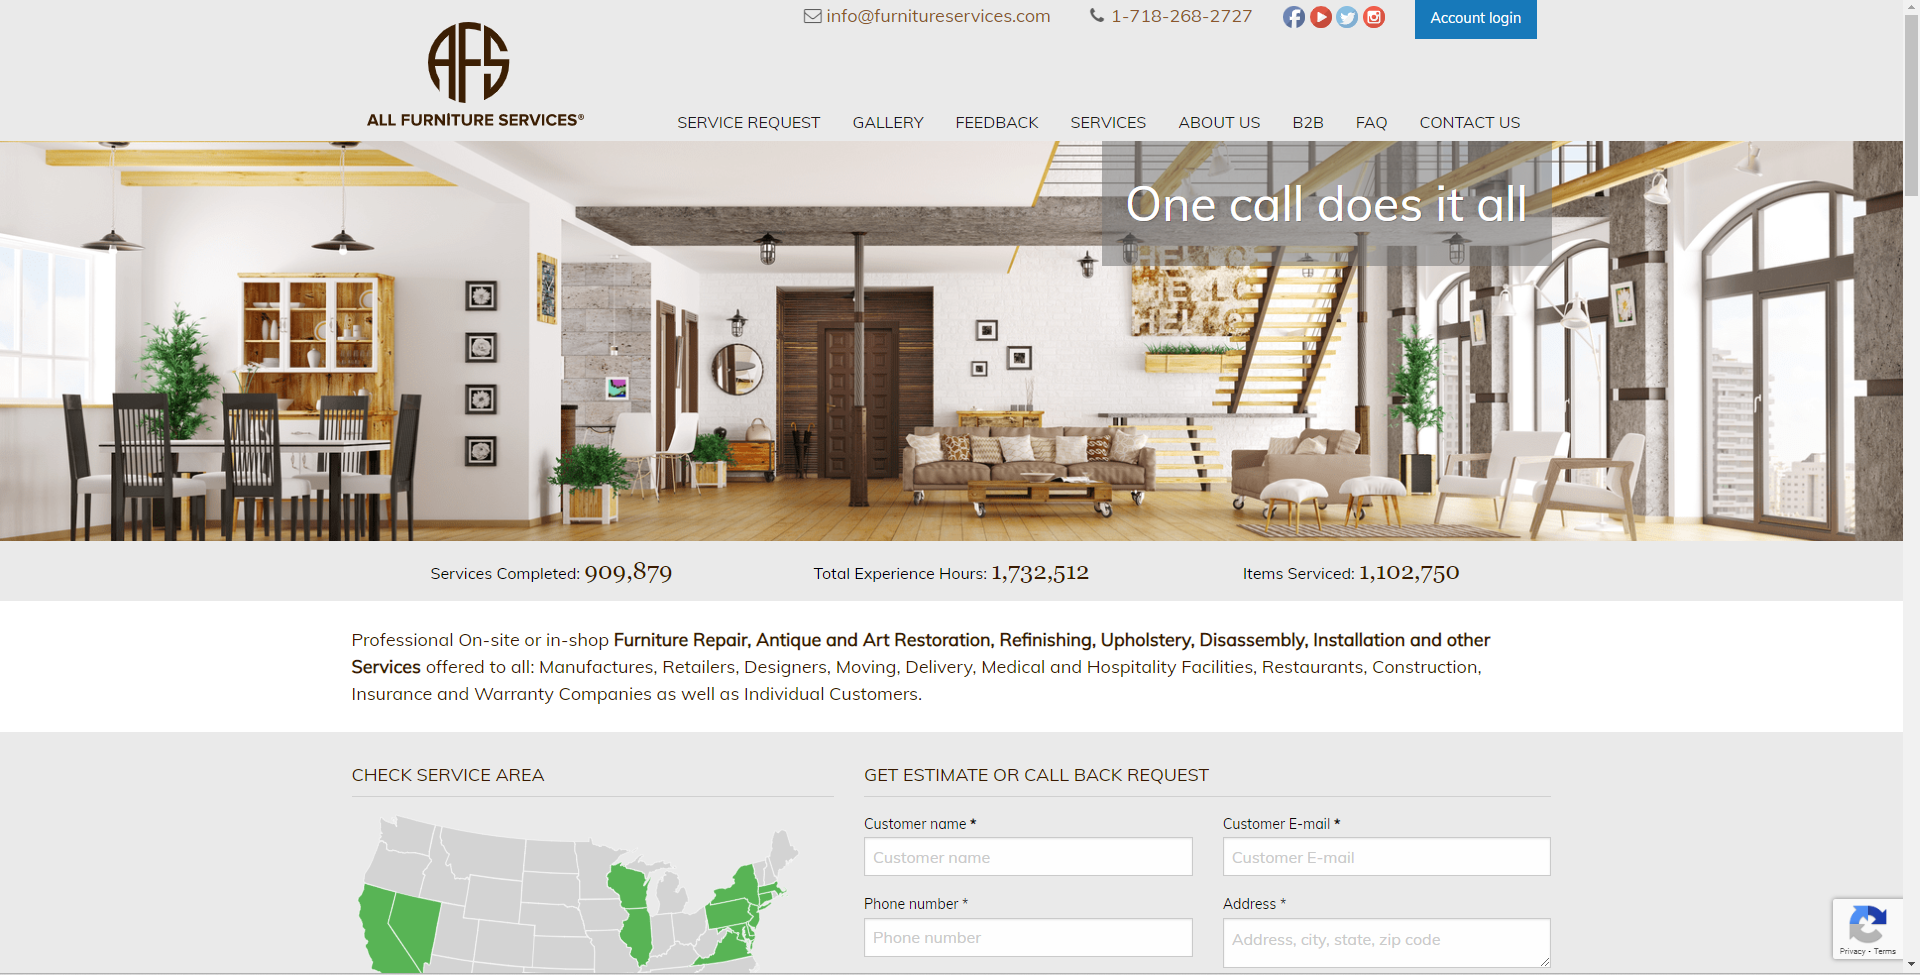 info@furnitureservices.com
1-718-268-2727
Account login
AFS
ALL FURNITURE SERVICES®
SERVICE REQUEST
GALLERY
FEEDBACK
SERVICES
ABOUT US
B2B
FAQ
CONTACT US
One call does it all
HELLO
HELLO
HELLO
Services Completed: 909,879
Total Experience Hours: 1,732,512
Items Serviced: 1,102,750
Professional On-site or in-shop Furniture Repair, Antique and Art Restoration, Refinishing, Upholstery, Disassembly, Installation and other
Services offered to all: Manufactures, Retailers, Designers, Moving, Delivery, Medical and Hospitality Facilities, Restaurants, Construction,
Insurance and Warranty Companies as well as Individual Customers.
CHECK SERVICE AREA
GET ESTIMATE OR CALL BACK REQUEST
Customer name *
Customer E-mail *
Customer name
Customer E-mail
Phone number *
Address *
Phone number
Address, city, state, zip code
Privacy - Terms